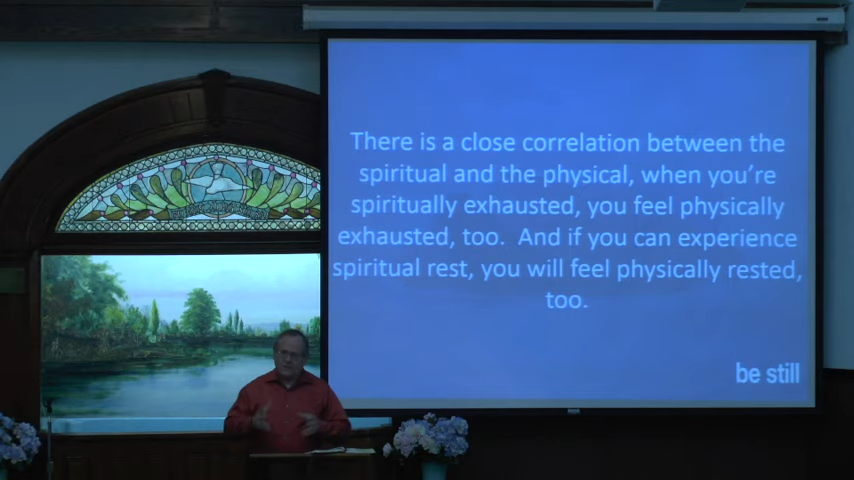 There is a close correlation between the
spiritual and the physical, when you're
spiritually exhausted, you feel physically
exhausted, too.  And if you can experience
spiritual rest, you will feel physically rested,
too.
be still